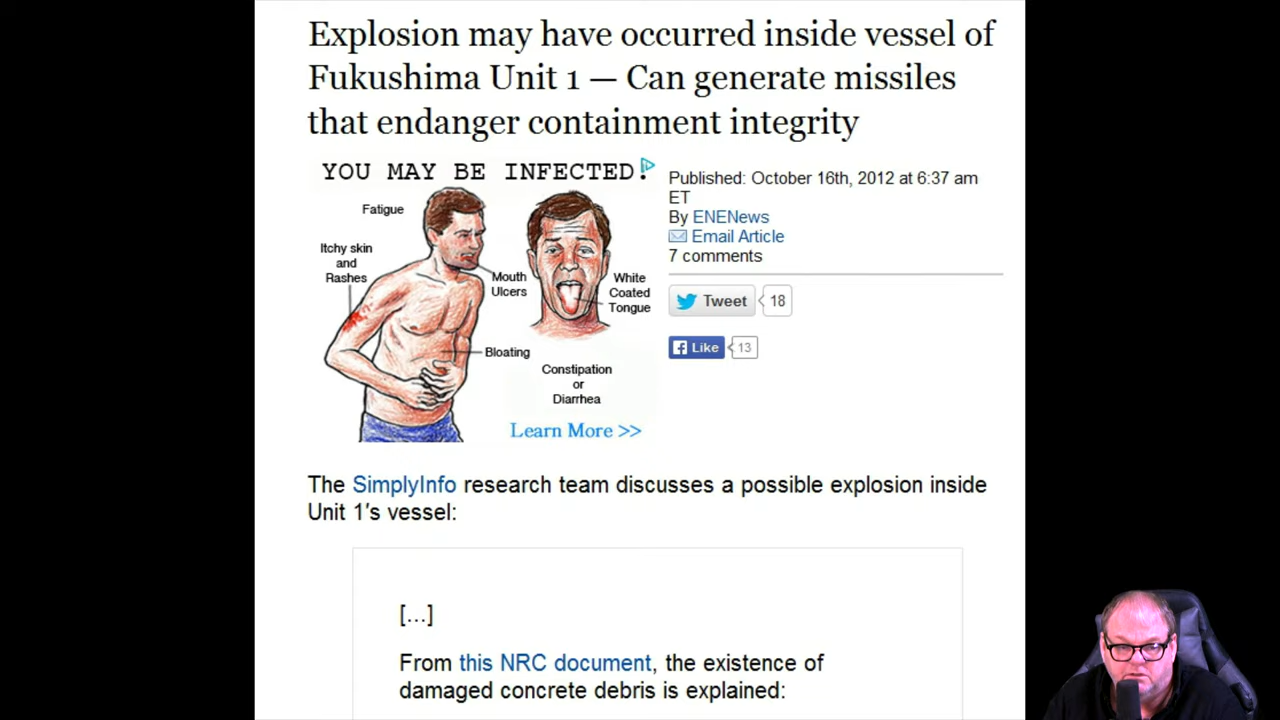 Explosion may have occurred inside vessel of
Fukushima Unit 1 — Can generate missiles
that endanger containment integrity
YOU MAY BE INFECTED!
Fatigue
Itchy skin
and
Rashes
Mouth
Ulcers
White
Coated
Tongue
Bloating
Constipation
or
Diarrhea
Learn More >>
Published: October 16th, 2012 at 6:37 am
ET
By ENENews
Email Article
7 comments
Tweet 18
Like 13
The SimplyInfo research team discusses a possible explosion inside
Unit 1′s vessel:
[…]
From this NRC document, the existence of
damaged concrete debris is explained: